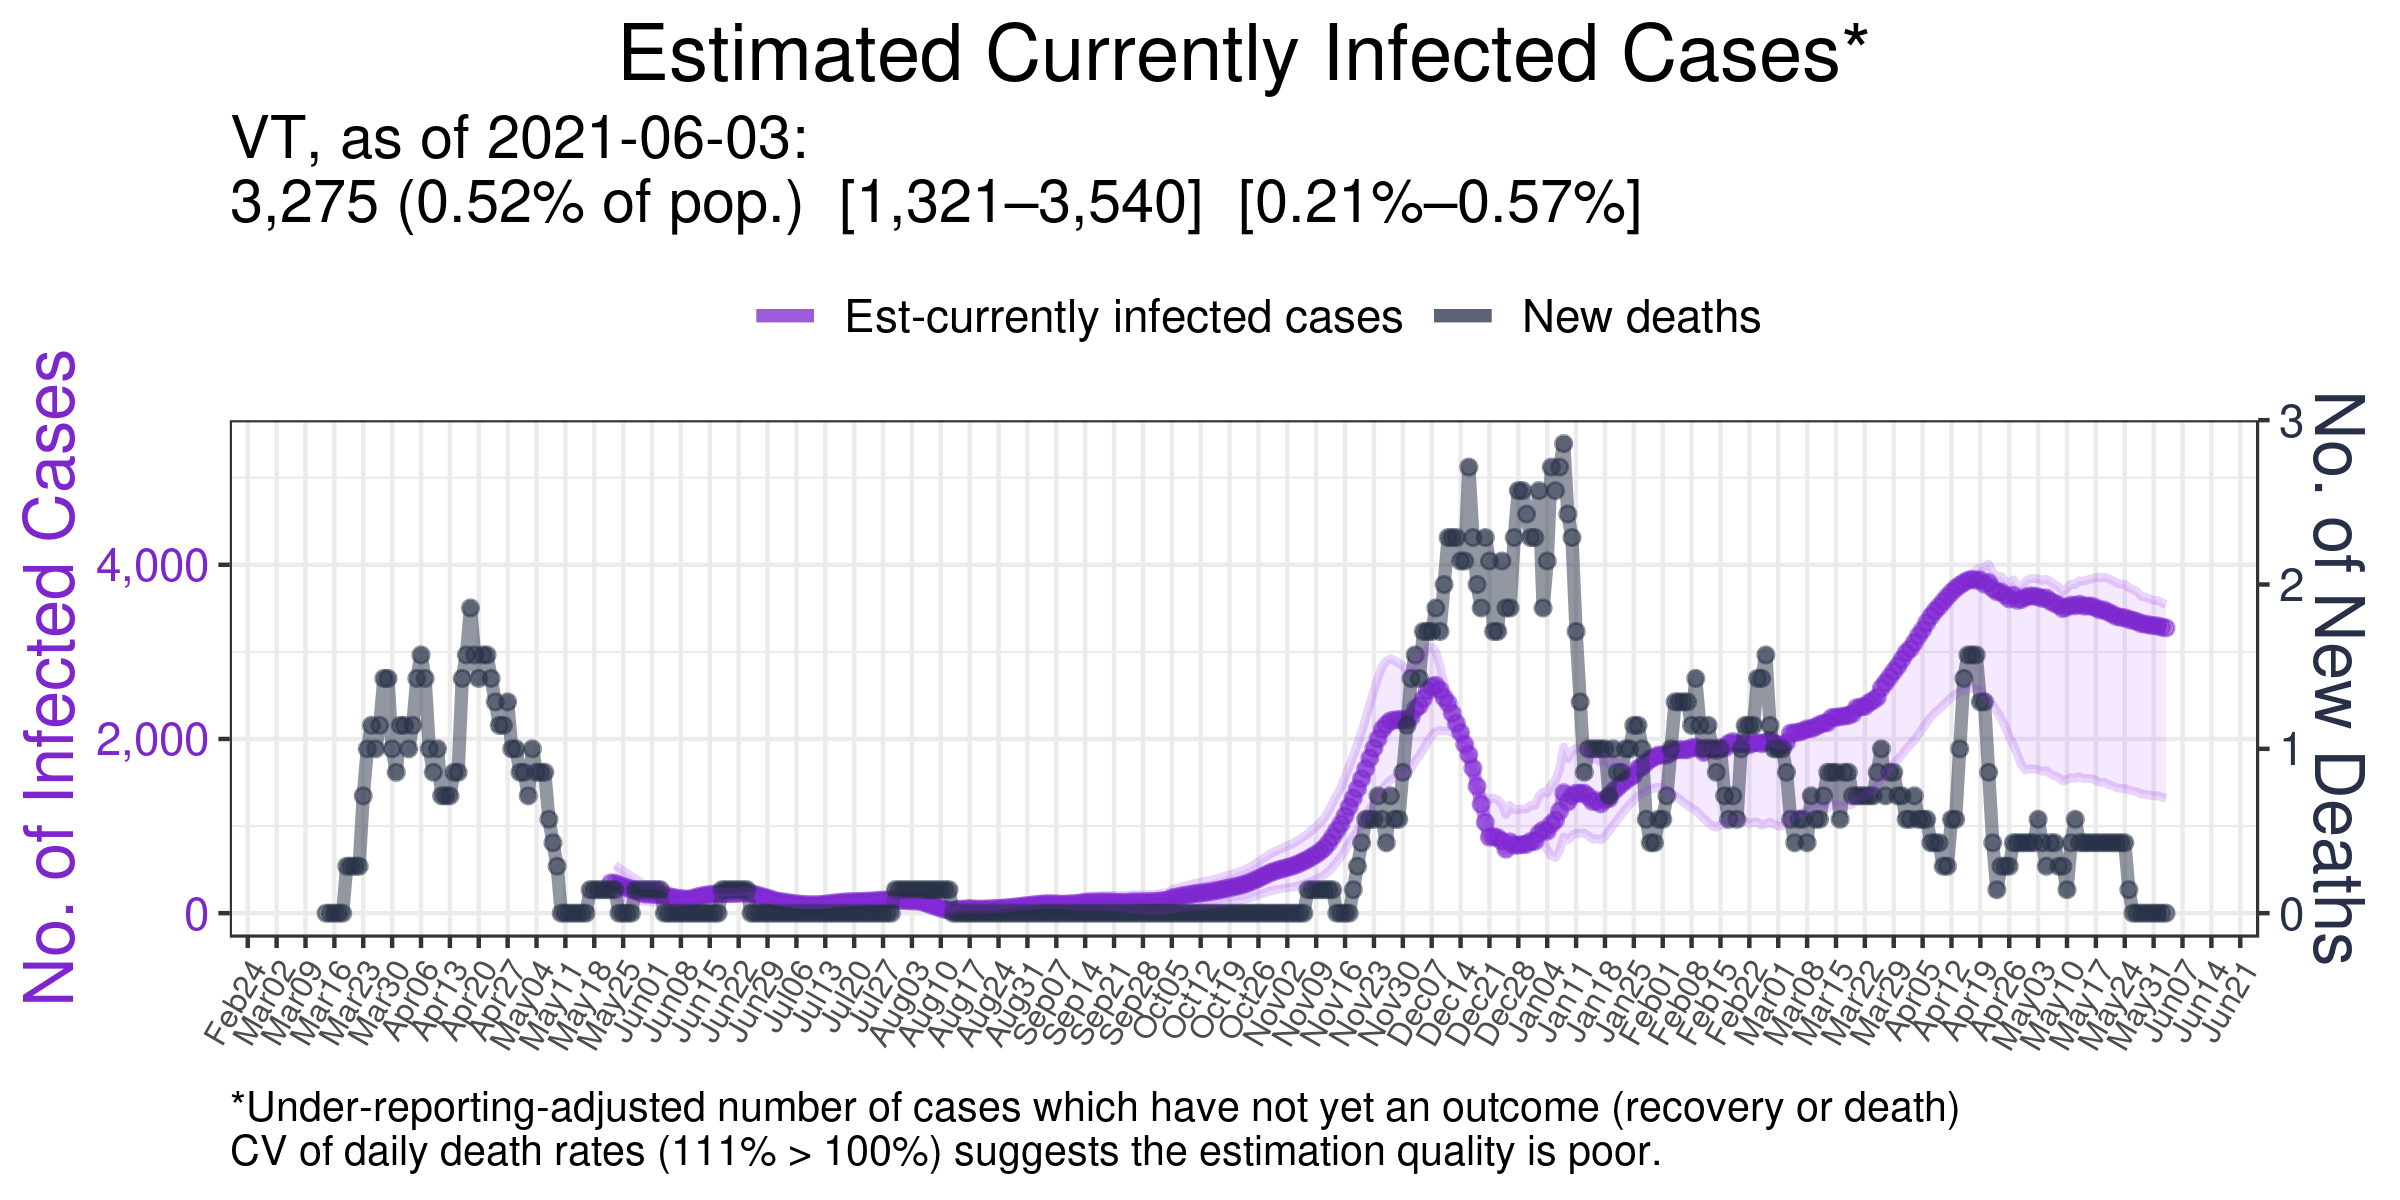 Estimated Currently Infected Cases*
VT, as of 2021-06-03:
3,275 (0.52% of pop.) [1,321–3,540] [0.21%–0.57%]
Est-currently infected cases
New deaths
No. of Infected Cases
4,000
2,000
0
3
2
1
0
No. of New Deaths
Feb24
Mar02
Mar09
Mar16
Mar23
Mar30
Apr06
Apr13
Apr20
Apr27
May04
May11
May18
May25
Jun01
Jun08
Jun15
Jun22
Jun29
Jul06
Jul13
Jul20
Jul27
Aug03
Aug10
Aug17
Aug24
Aug31
Sep07
Sep14
Sep21
Sep28
Oct05
Oct12
Oct19
Oct26
Nov02
Nov09
Nov16
Nov23
Nov30
Dec07
Dec14
Dec21
Dec28
Jan04
Jan11
Jan18
Jan25
Feb01
Feb08
Feb15
Feb22
Mar01
Mar08
Mar15
Mar22
Mar29
Apr05
Apr12
Apr19
Apr26
May03
May10
May17
May24
May31
Jun07
Jun14
Jun21
*Under-reporting-adjusted number of cases which have not yet an outcome (recovery or death)
CV of daily death rates (111% > 100%) suggests the estimation quality is poor.